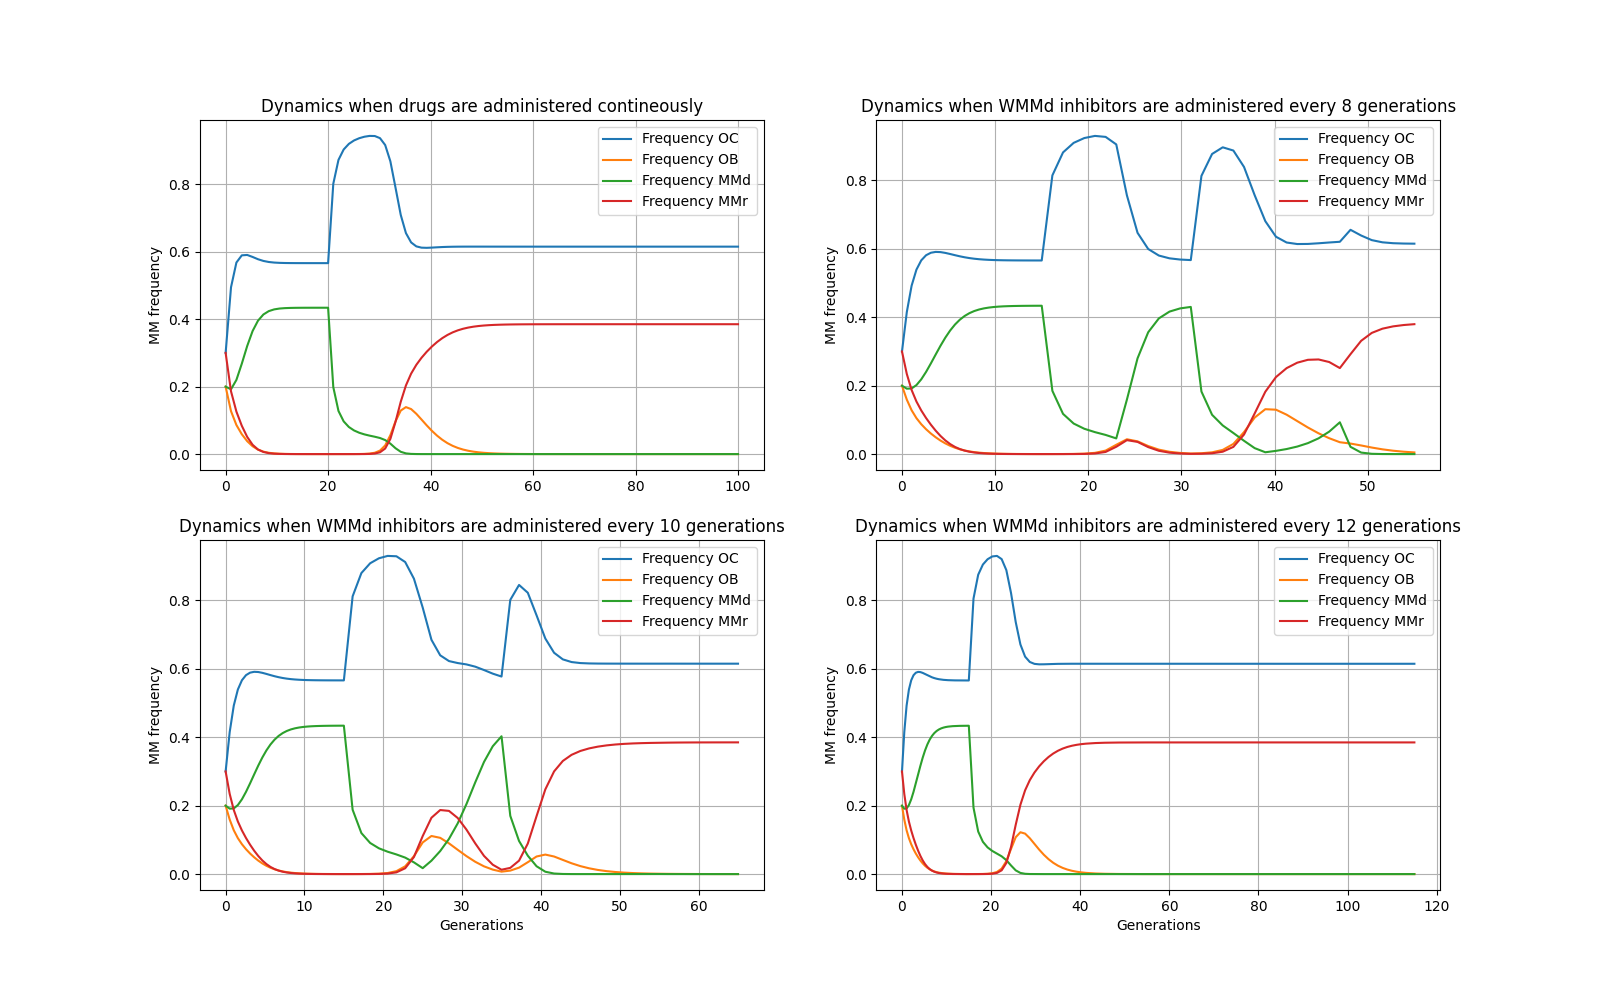 Dynamics when drugs are administered contineously
MM frequency
0.8
0.6
0.4
0.2
0.0
0 20 40 60 80 100
Frequency OC
Frequency OB
Frequency MMd
Frequency MMr
Dynamics when WMMd inhibitors are administered every 8 generations
MM frequency
0.8
0.6
0.4
0.2
0.0
0 10 20 30 40 50
Frequency OC
Frequency OB
Frequency MMd
Frequency MMr
Dynamics when WMMd inhibitors are administered every 10 generations
MM frequency
0.8
0.6
0.4
0.2
0.0
0 10 20 30 40 50 60
Generations
Frequency OC
Frequency OB
Frequency MMd
Frequency MMr
Dynamics when WMMd inhibitors are administered every 12 generations
MM frequency
0.8
0.6
0.4
0.2
0.0
0 20 40 60 80 100 120
Generations
Frequency OC
Frequency OB
Frequency MMd
Frequency MMr